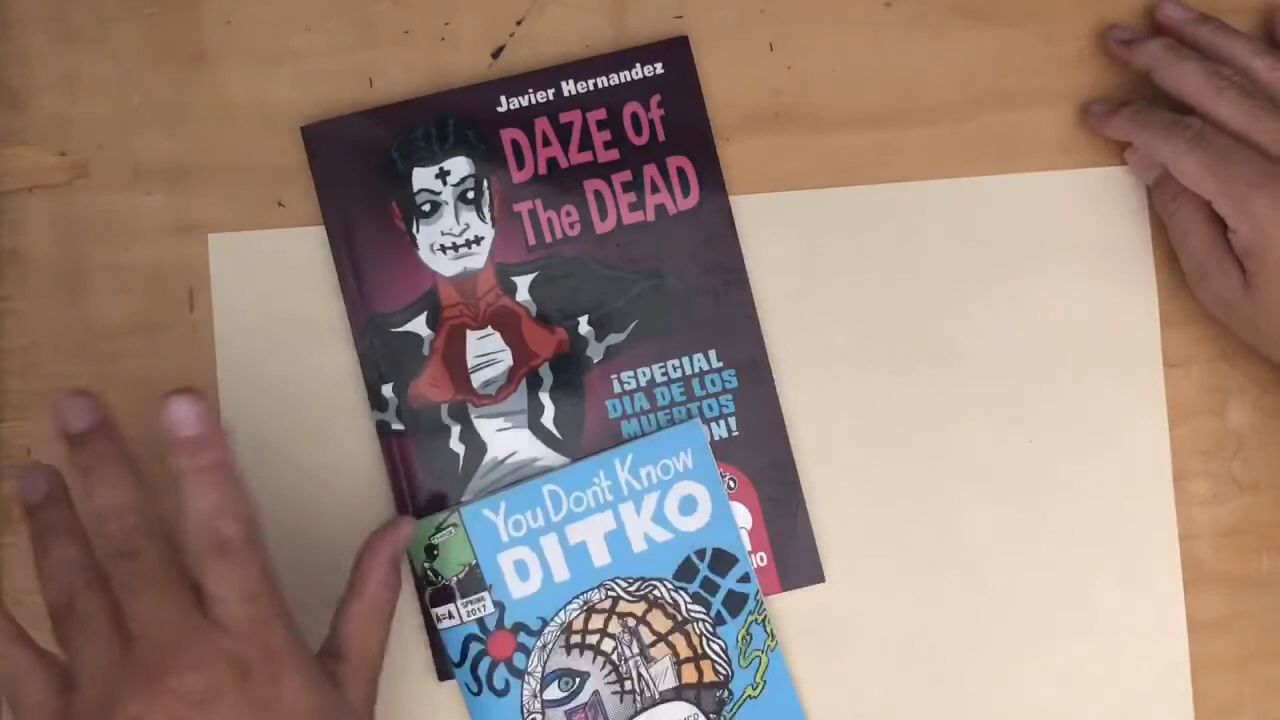 Javier Hernandez
DAZE Of
The DEAD
¡SPECIAL
DIA DE LOS
MUERTOS
You Don't Know
DITKO
A=A
SPRING
2017